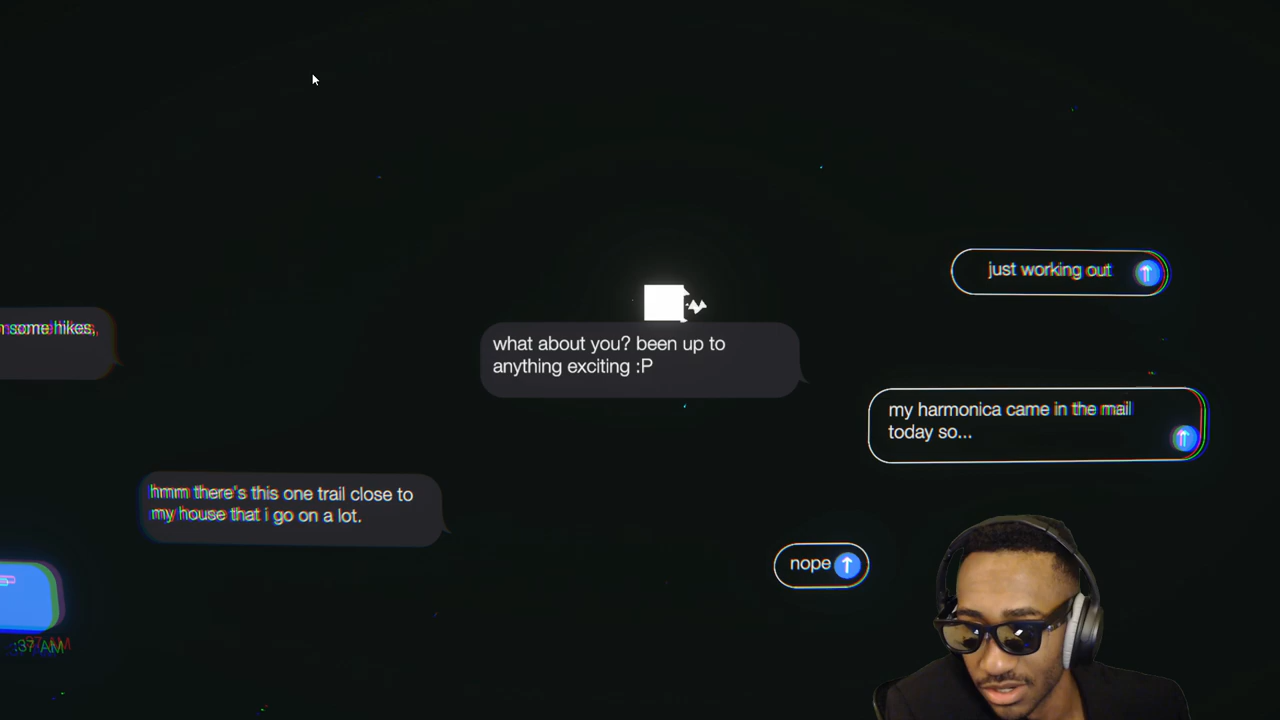 just working out
n some hikes,
what about you? been up to
anything exciting :P
my harmonica came in the mail
today so...
hmm there's this one trail close to
my house that i go on a lot.
nope
:37 AM